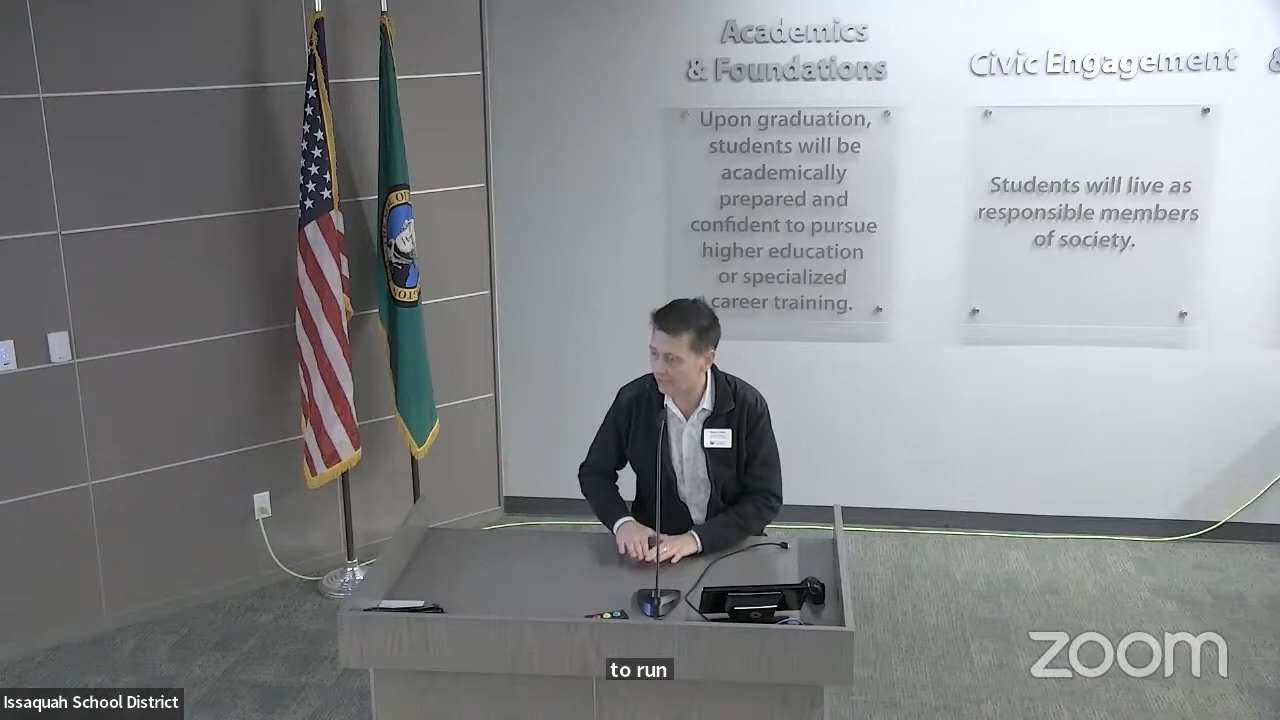 Academics
& Foundations
Upon graduation,
students will be
academically
prepared and
confident to pursue
higher education
or specialized
career training.
Civic Engagement
Students will live as
responsible members
of society.
&
to run
zoom
Issaquah School District